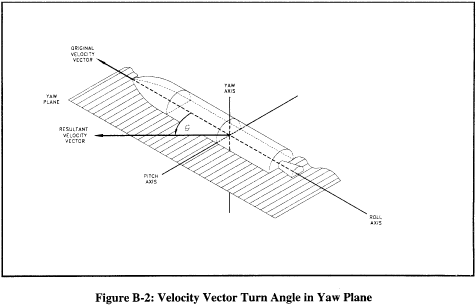 ORIGINAL
VELOCITY
VECTOR
YAW
PLANE
YAW
AXIS
RESULTANT
VELOCITY
VECTOR
PITCH
AXIS
ROLL
AXIS
Figure B-2: Velocity Vector Turn Angle in Yaw Plane